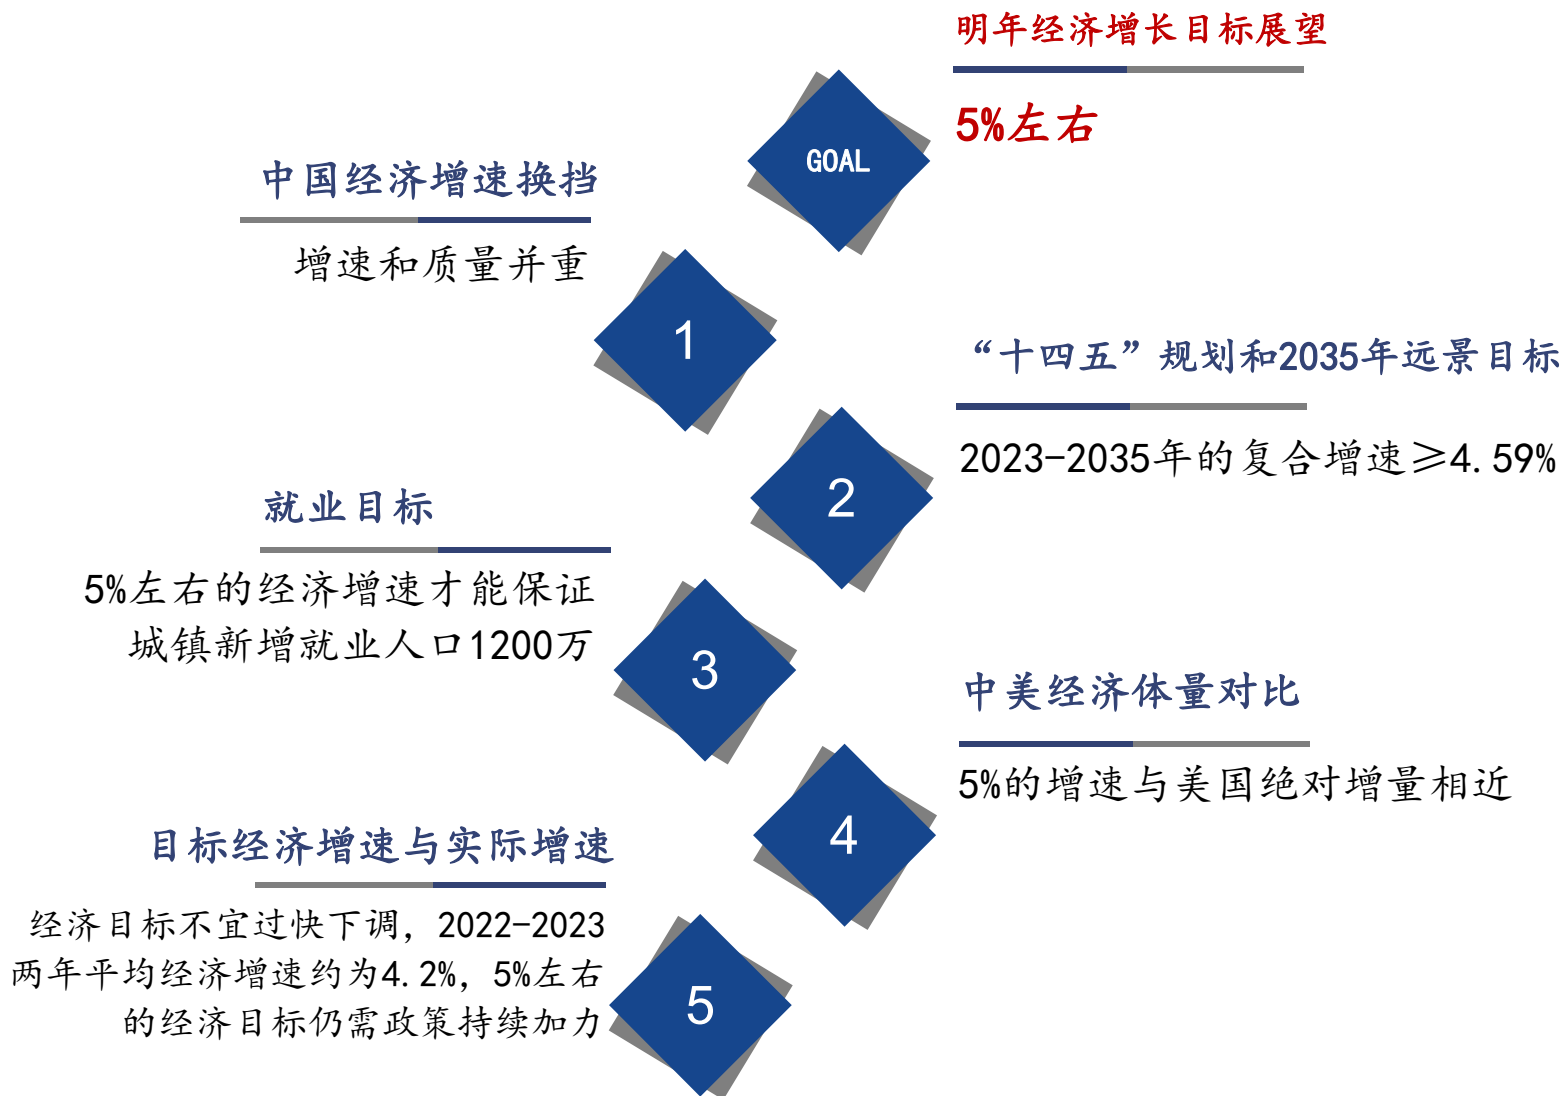 明年经济增长目标展望
5%左右
GOAL
中国经济增速换挡
增速和质量并重
1
“十四五”规划和2035年远景目标
2023-2035年的复合增速≥4.59%
2
就业目标
5%左右的经济增速才能保证
城镇新增就业人口1200万
3
中美经济体量对比
5%的增速与美国绝对增量相近
4
目标经济增速与实际增速
经济目标不宜过快下调，2022-2023
两年平均经济增速约为4.2%，5%左右
的经济目标仍需政策持续加力
5